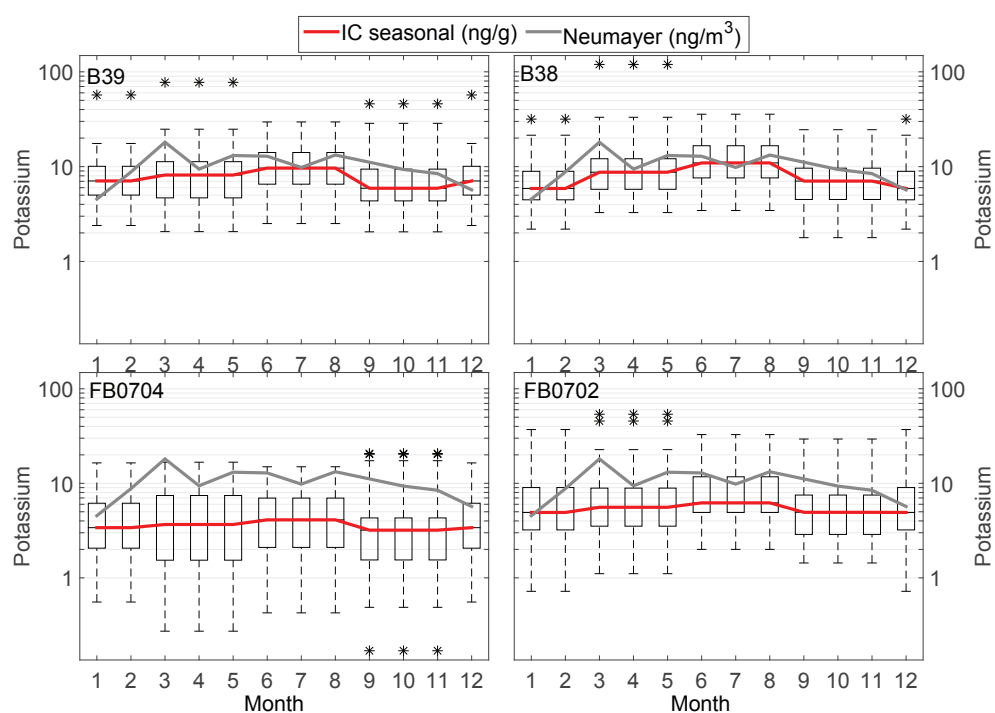 IC seasonal (ng/g) Neumayer (ng/m³)
B39
100
10
1
Potassium
1 2 3 4 5 6 7 8 9 10 11 12
B38
100
10
1
Potassium
1 2 3 4 5 6 7 8 9 10 11 12
FB0704
100
10
1
Potassium
1 2 3 4 5 6 7 8 9 10 11 12
Month
FB0702
100
10
1
Potassium
1 2 3 4 5 6 7 8 9 10 11 12
Month